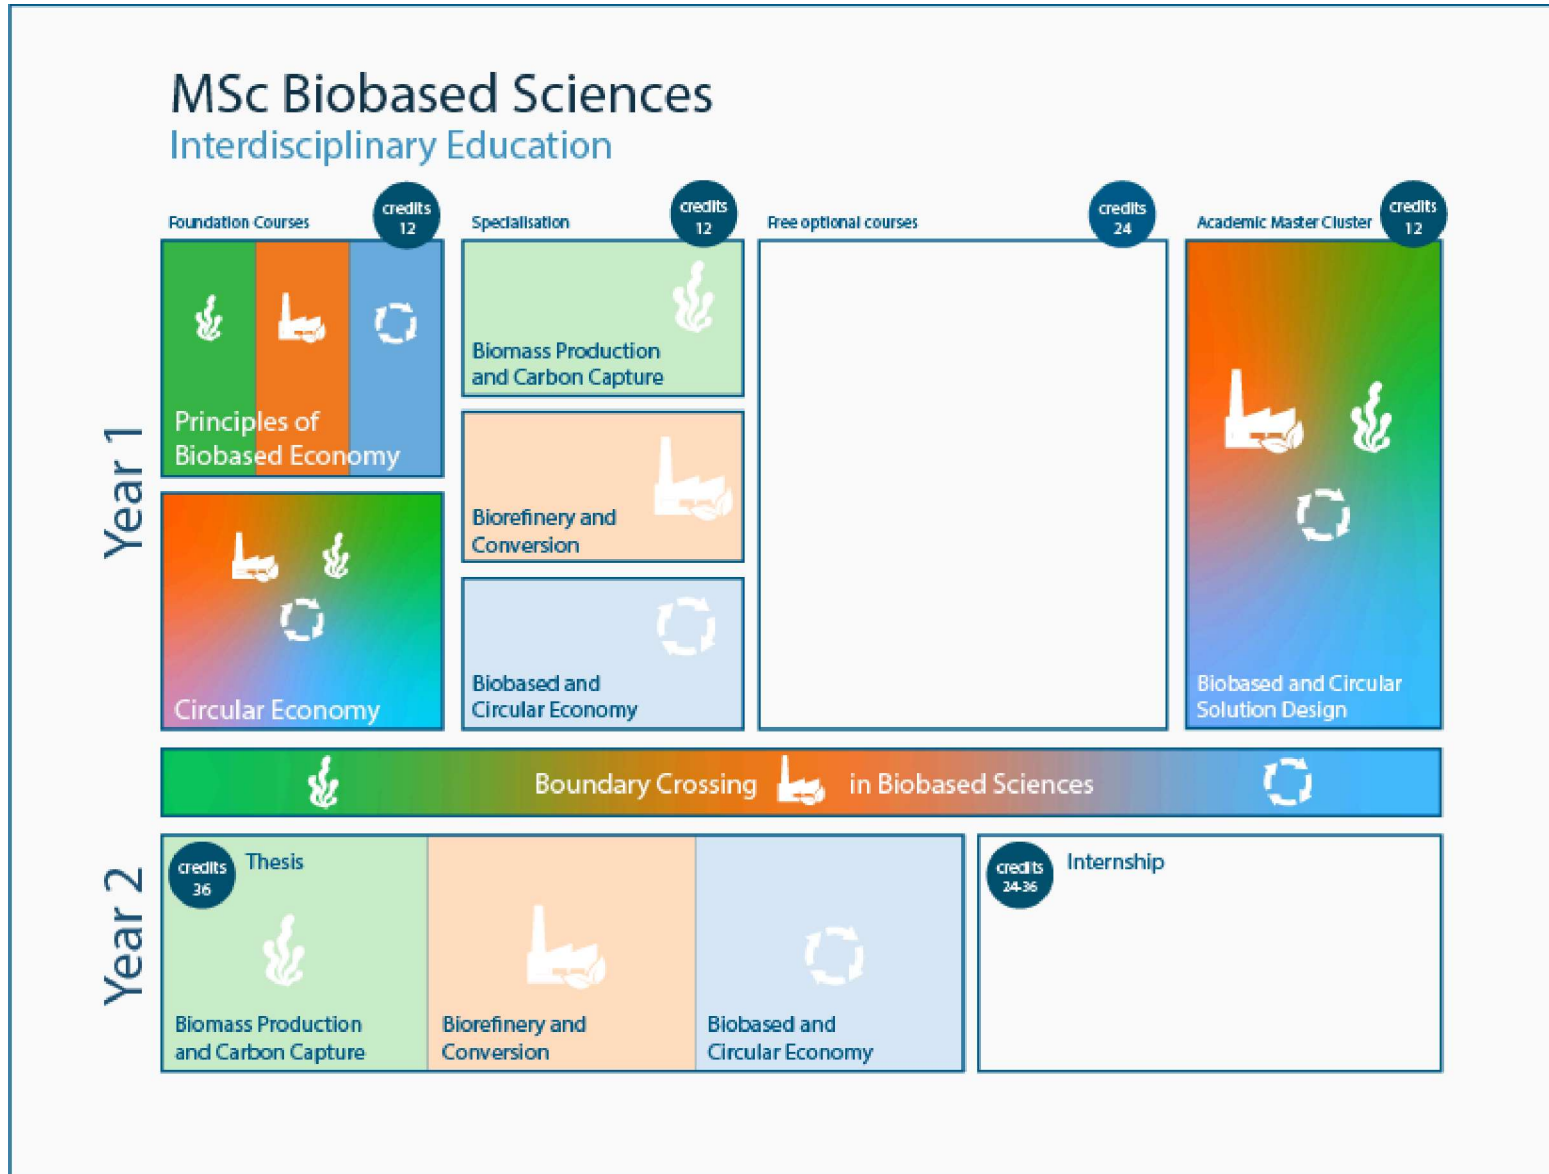 MSc Biobased Sciences
Interdisciplinary Education
Foundation Courses
credits
12
Specialisation
credits
12
Free optional courses
credits
24
Academic Master Cluster
credits
12
Year 1
Principles of
Biobased Economy
Circular Economy
Biomass Production
and Carbon Capture
Biorefinery and
Conversion
Biobased and
Circular Economy
Biobased and Circular
Solution Design
Boundary Crossing in Biobased Sciences
Year 2
credits
36
Thesis
Biomass Production
and Carbon Capture
Biorefinery and
Conversion
Biobased and
Circular Economy
credits
24-36
Internship